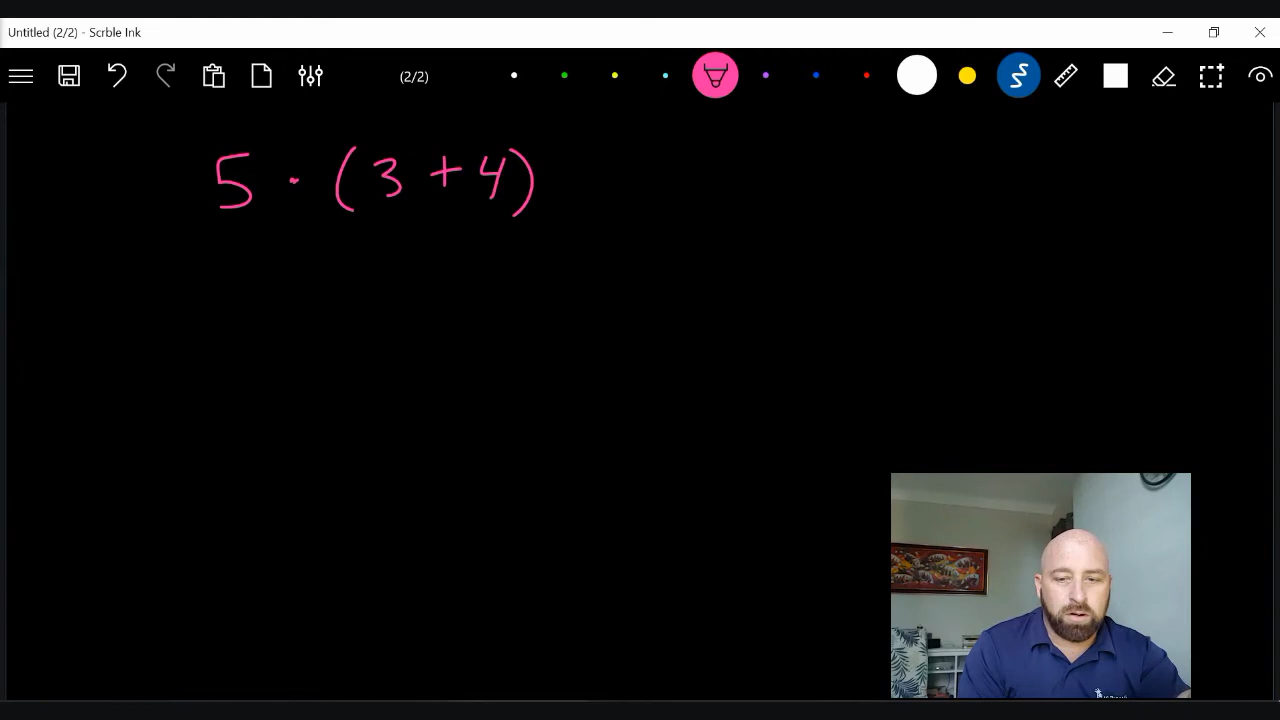 Untitled (2/2) - Scrble Ink
(2/2)
5 · (3 + 4)